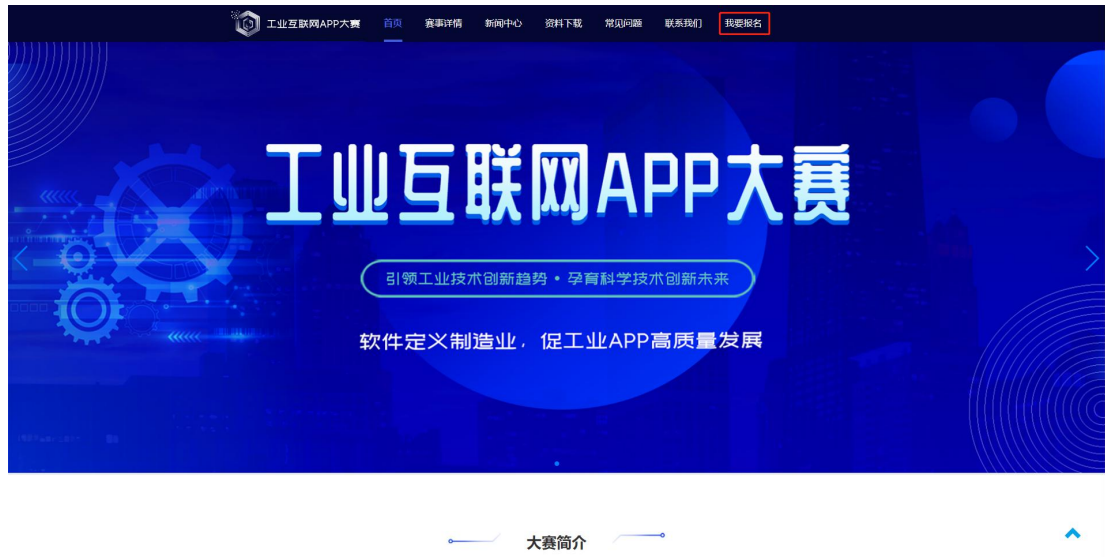 工业互联网APP大赛 首页 赛事详情 新闻中心 资料下载 常见问题 联系我们 我要报名
工业互联网APP大赛
引领工业技术创新趋势·孕育科学技术创新未来
软件定义制造业，促工业APP高质量发展
大赛简介